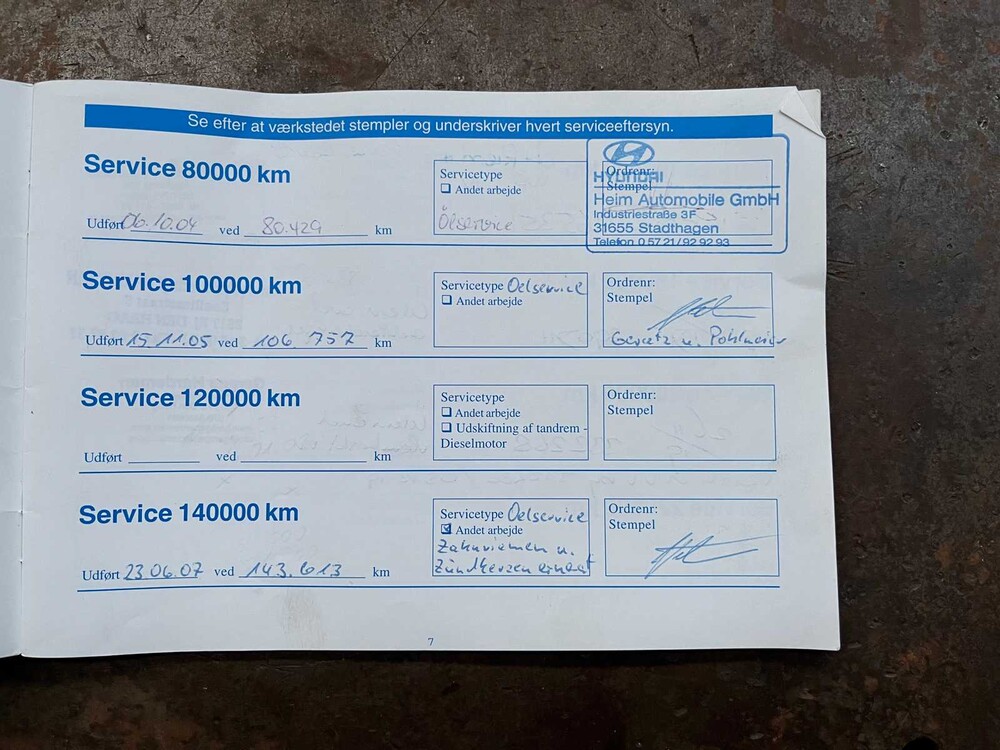 Se efter at værkstedet stempler og underskriver hvert serviceeftersyn.
Service 80000 km
Servicetype
Andet arbejde
Ölservice
Ordrenr:
Stempel
HYUNDAI
Heim Automobile GmbH
Industriestraße 3F
31655 Stadthagen
Telefon 0 57 21/92 92 93
Udført 06.10.04 ved 80.429 km
Service 100000 km
Servicetype Oelservice
Andet arbejde
Ordrenr:
Stempel
Udført 15.11.05 ved 106.757 km
Service 120000 km
Servicetype
Andet arbejde
Udskiftning af tandrem -
Dieselmotor
Ordrenr:
Stempel
Udført ved km
Service 140000 km
Servicetype Oelservice
Andet arbejde
Zahnriemen u.
Zündkerzen erneut
Ordrenr:
Stempel
Udført 23.06.07 ved 143.613 km
7